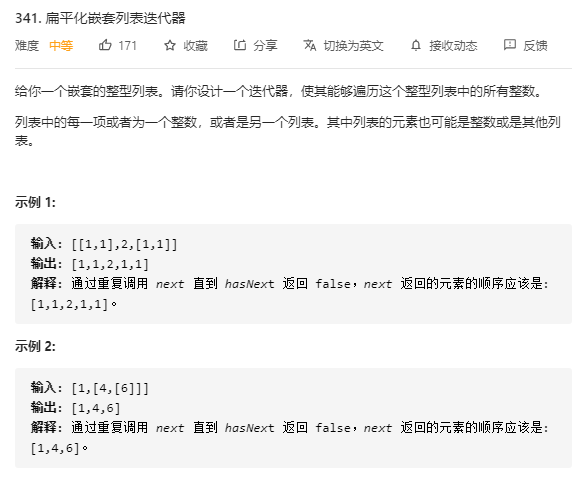 341. 扁平化嵌套列表迭代器
难度 中等 171 收藏 分享 切换为英文 接收动态 反馈
给你一个嵌套的整型列表。请你设计一个迭代器，使其能够遍历这个整型列表中的所有整数。
列表中的每一项或者为一个整数，或者是另一个列表。其中列表的元素也可能是整数或是其他列
表。
示例 1:
输入: [[1,1],2,[1,1]]
输出: [1,1,2,1,1]
解释: 通过重复调用 next 直到 hasNext 返回 false，next 返回的元素的顺序应该是:
[1,1,2,1,1]。
示例 2:
输入: [1,[4,[6]]]
输出: [1,4,6]
解释: 通过重复调用 next 直到 hasNext 返回 false，next 返回的元素的顺序应该是:
[1,4,6]。